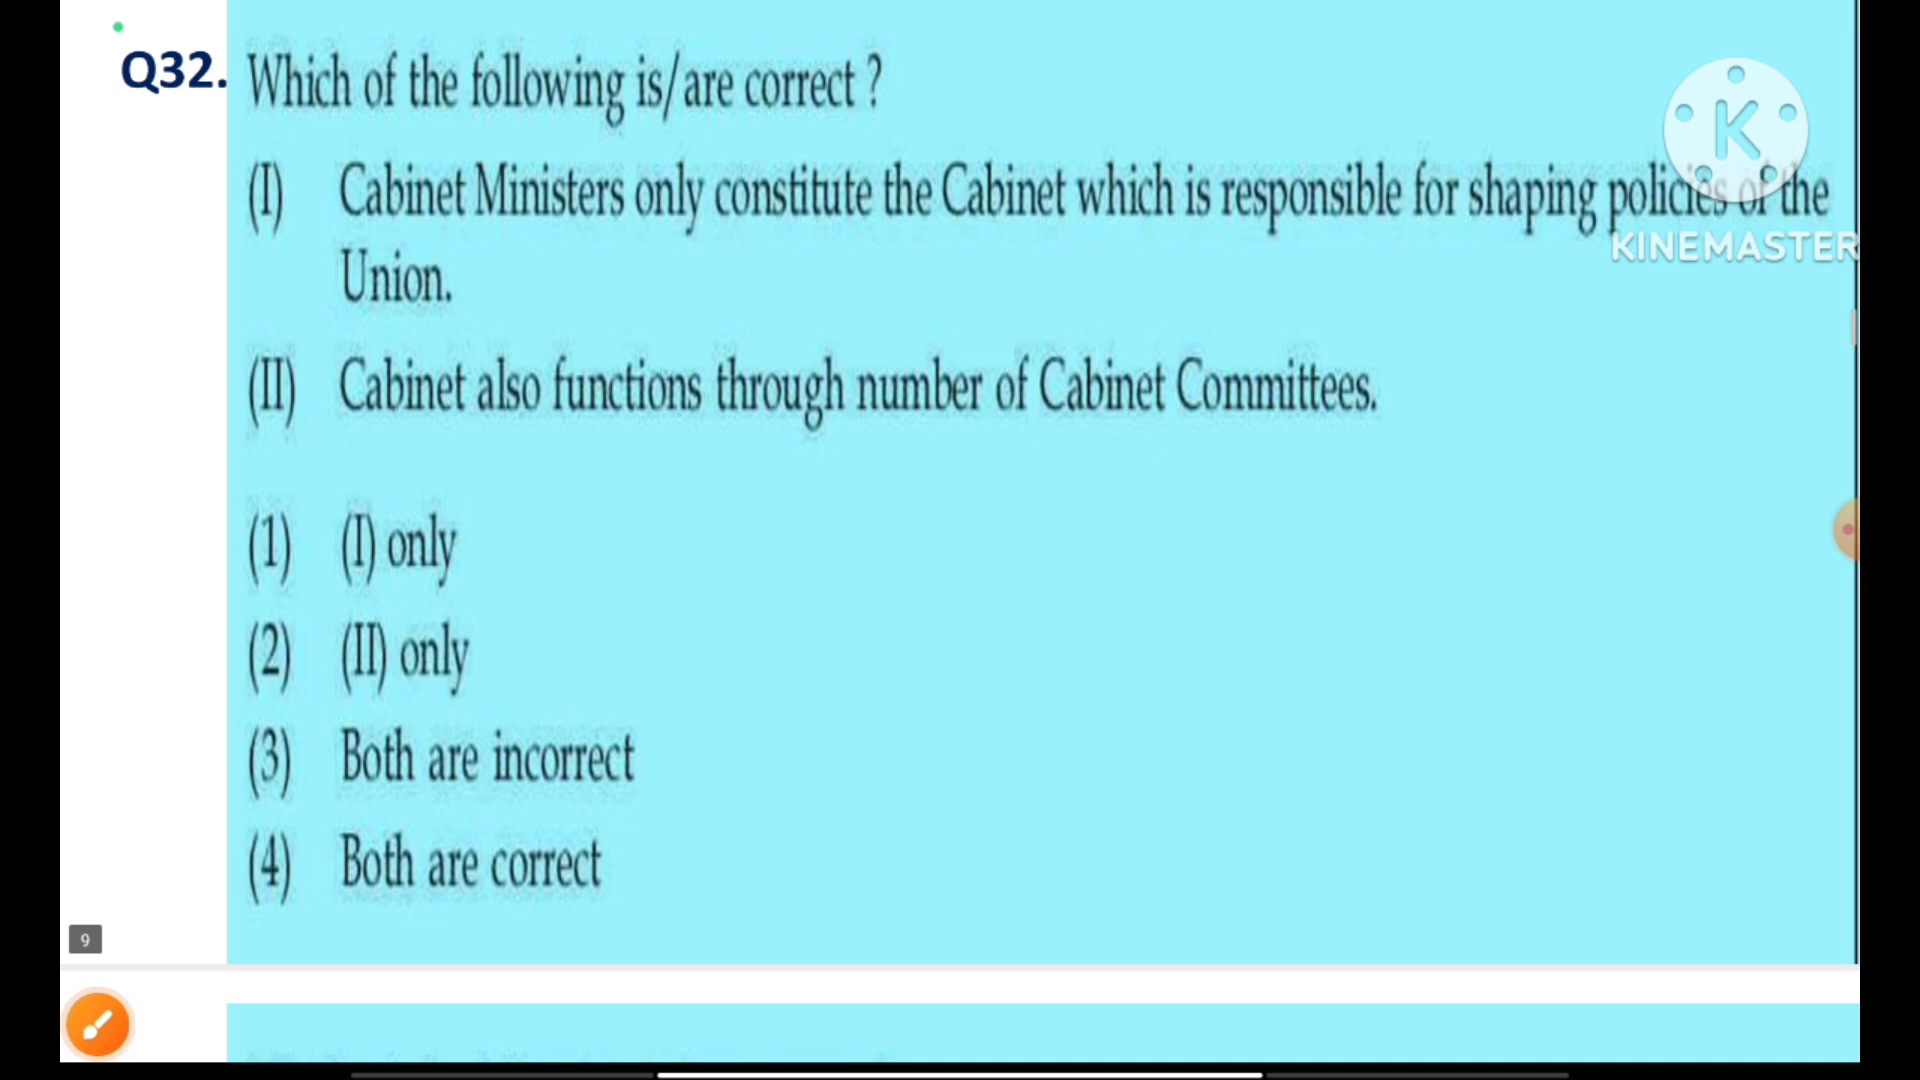 Q32. Which of the following is/are correct ?
(I) Cabinet Ministers only constitute the Cabinet which is responsible for shaping policies of the
Union.
K
KINEMASTER
(II) Cabinet also functions through number of Cabinet Committees.
(1) (I) only
(2) (II) only
(3) Both are incorrect
(4) Both are correct
9